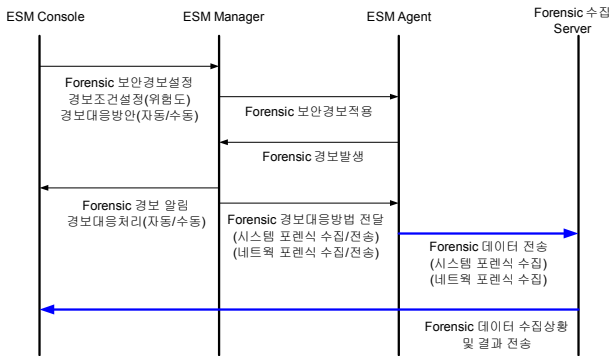 ESM Console
ESM Manager
ESM Agent
Forensic 수집
Server
Forensic 보안경보설정
경보조건설정(위험도)
경보대응방안(자동/수동)
Forensic 보안경보적용
Forensic 경보발생
Forensic 경보 알림
경보대응처리(자동/수동)
Forensic 경보대응방법 전달
(시스템 포렌식 수집/전송)
(네트웍 포렌식 수집/전송)
Forensic 데이터 전송
(시스템 포렌식 수집)
(네트웍 포렌식 수집)
Forensic 데이터 수집상황
및 결과 전송